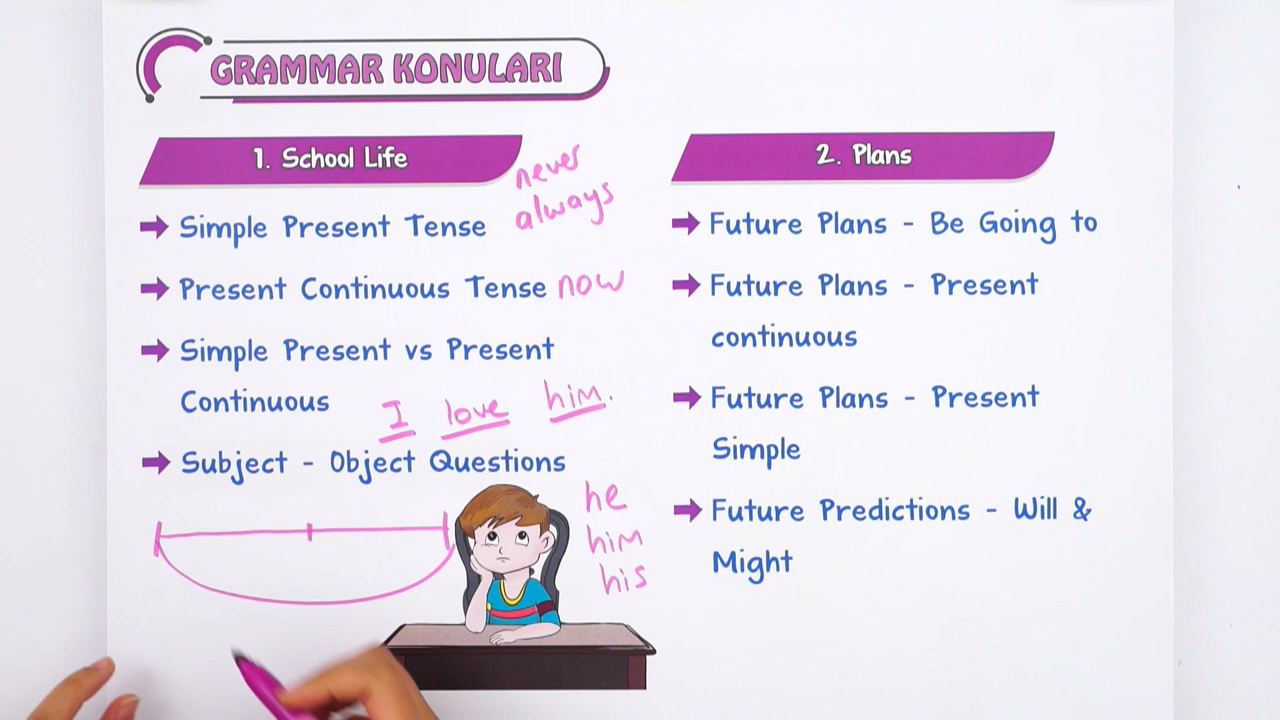 GRAMMAR KONULARI
1. School Life
never
always
Simple Present Tense
Present Continuous Tense now
Simple Present vs Present
Continuous
I love him.
Subject - Object Questions
he
him
his
2. Plans
Future Plans - Be Going to
Future Plans - Present
continuous
Future Plans - Present
Simple
Future Predictions - Will &
Might